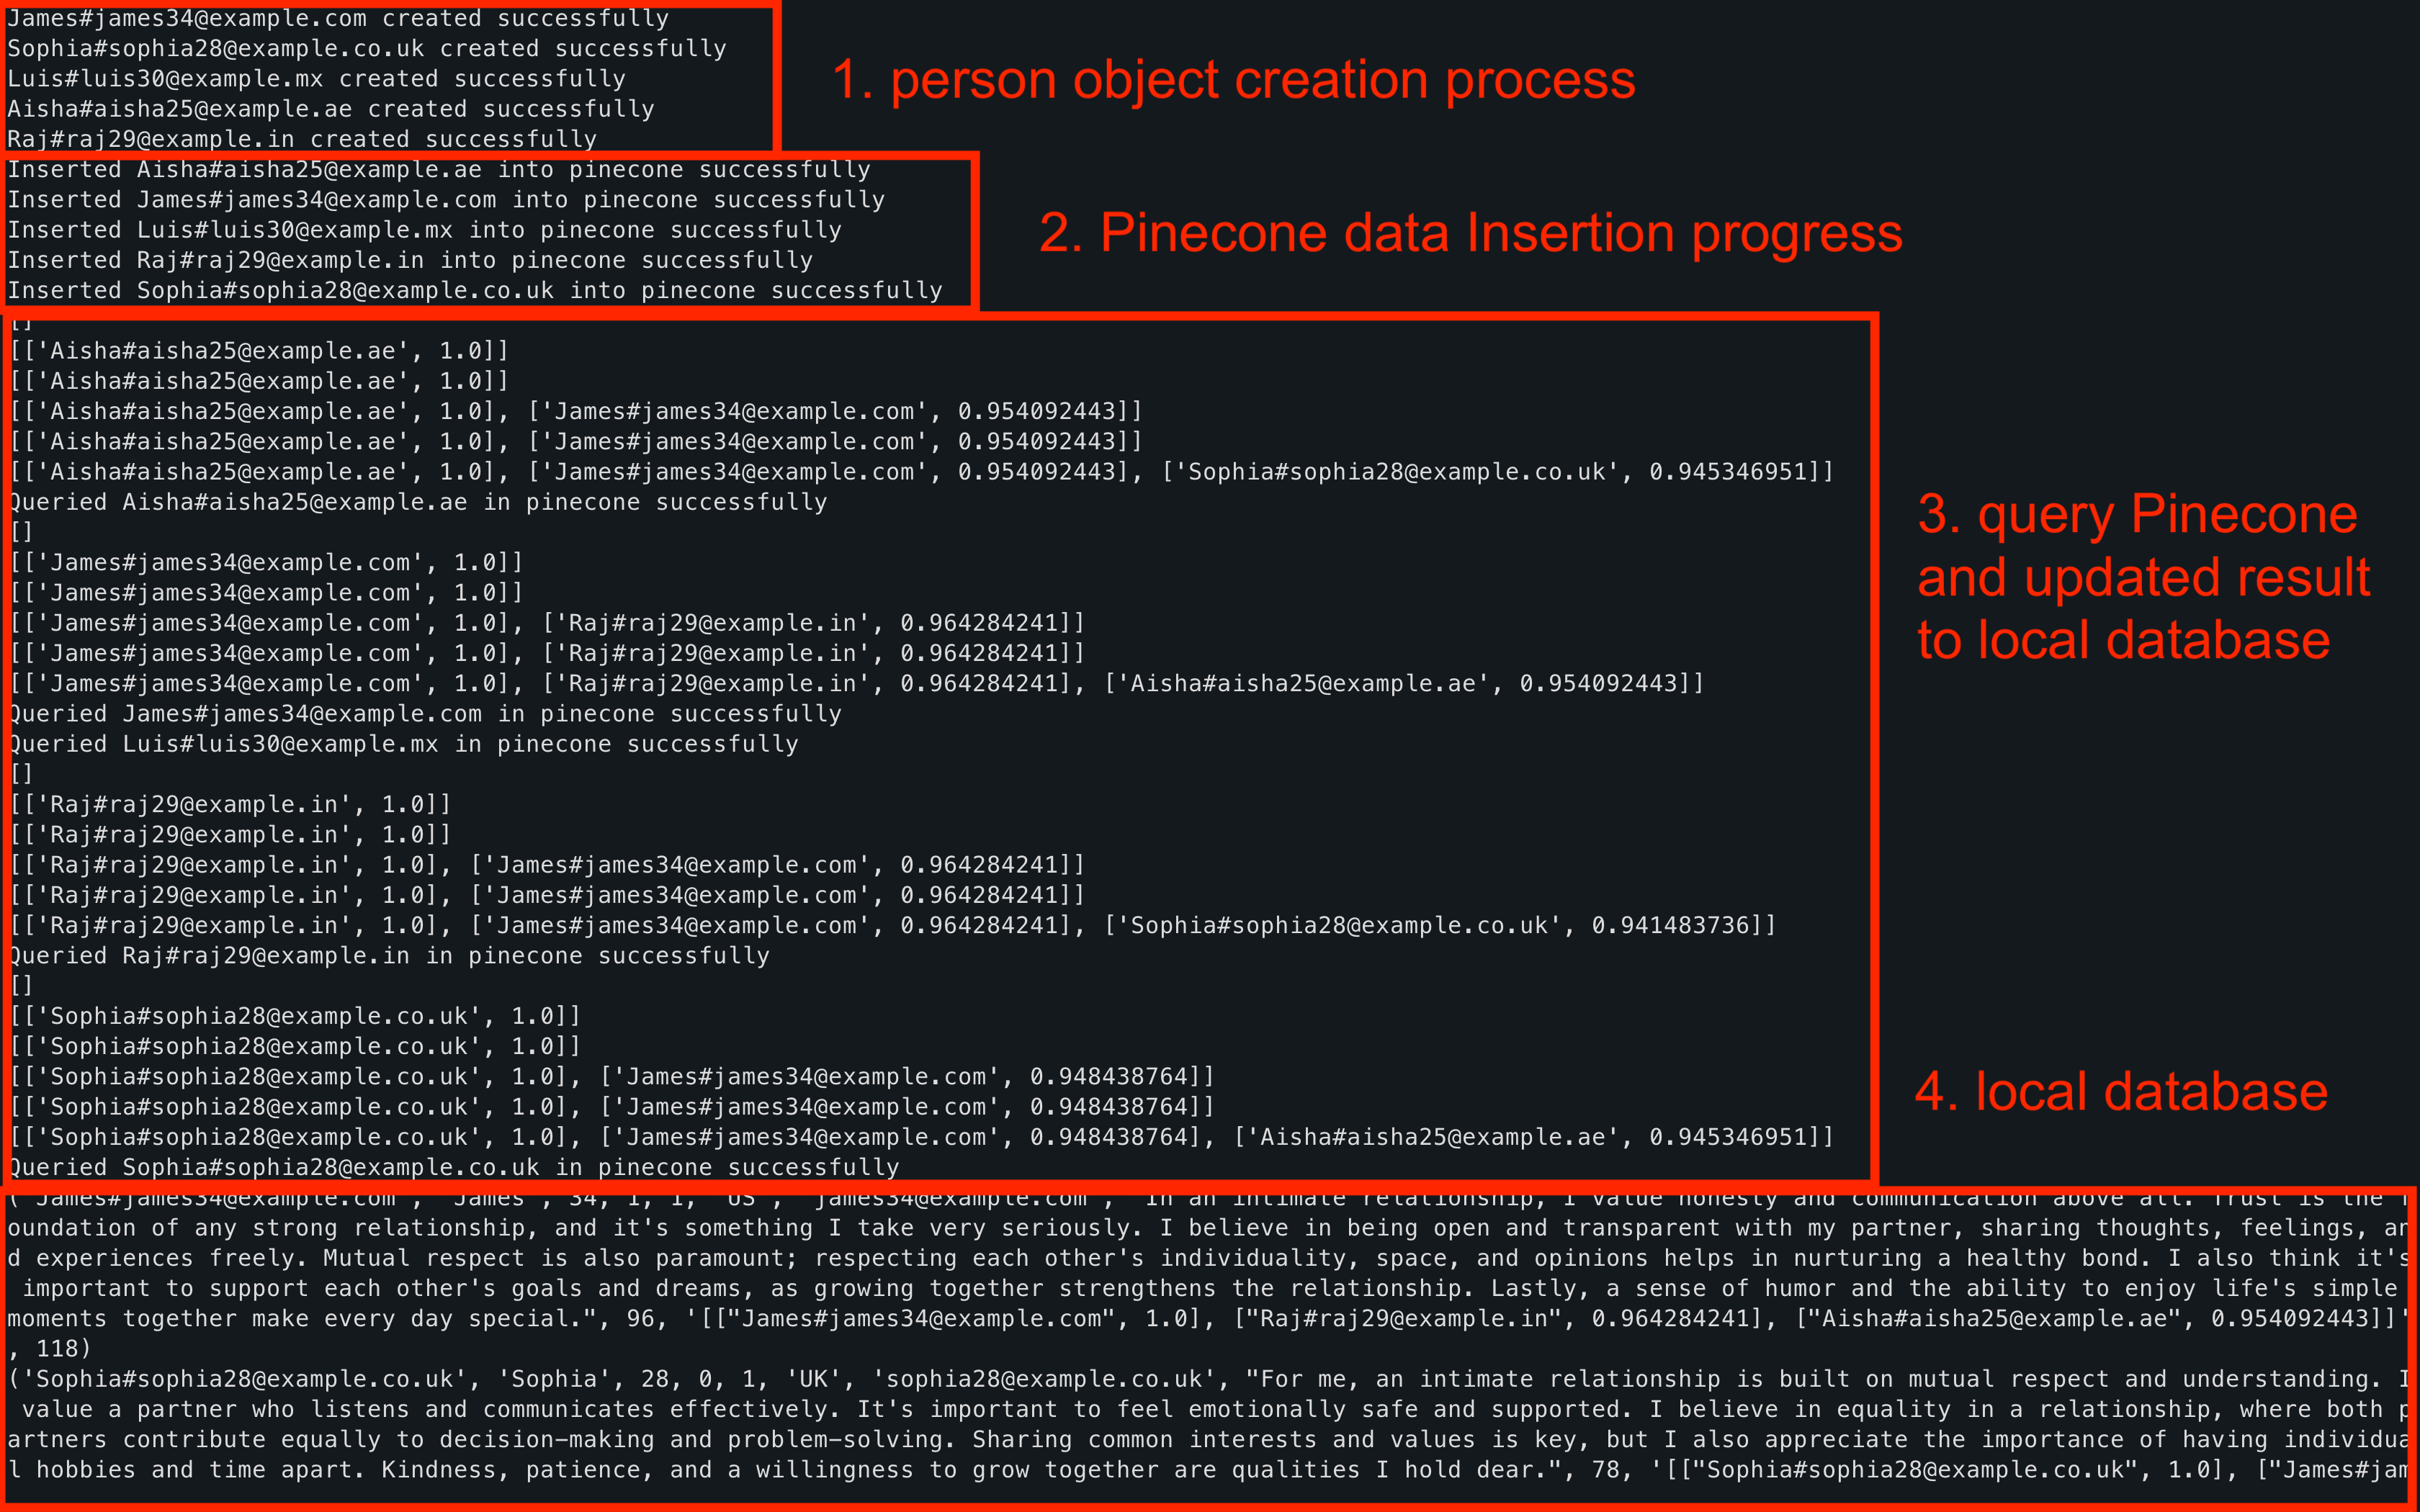 James#james34@example.com created successfully
Sophia#sophia28@example.co.uk created successfully
Luis#luis30@example.mx created successfully
Aisha#aisha25@example.ae created successfully
Raj#raj29@example.in created successfully
1. person object creation process
Inserted Aisha#aisha25@example.ae into pinecone successfully
Inserted James#james34@example.com into pinecone successfully
Inserted Luis#luis30@example.mx into pinecone successfully
Inserted Raj#raj29@example.in into pinecone successfully
Inserted Sophia#sophia28@example.co.uk into pinecone successfully
2. Pinecone data Insertion progress
[]
[['Aisha#aisha25@example.ae', 1.0]]
[['Aisha#aisha25@example.ae', 1.0]]
[['Aisha#aisha25@example.ae', 1.0], ['James#james34@example.com', 0.954092443]]
[['Aisha#aisha25@example.ae', 1.0], ['James#james34@example.com', 0.954092443]]
[['Aisha#aisha25@example.ae', 1.0], ['James#james34@example.com', 0.954092443], ['Sophia#sophia28@example.co.uk', 0.945346951]]
Queried Aisha#aisha25@example.ae in pinecone successfully
[]
[['James#james34@example.com', 1.0]]
[['James#james34@example.com', 1.0]]
[['James#james34@example.com', 1.0], ['Raj#raj29@example.in', 0.964284241]]
[['James#james34@example.com', 1.0], ['Raj#raj29@example.in', 0.964284241]]
[['James#james34@example.com', 1.0], ['Raj#raj29@example.in', 0.964284241], ['Aisha#aisha25@example.ae', 0.954092443]]
Queried James#james34@example.com in pinecone successfully
Queried Luis#luis30@example.mx in pinecone successfully
[]
[['Raj#raj29@example.in', 1.0]]
[['Raj#raj29@example.in', 1.0]]
[['Raj#raj29@example.in', 1.0], ['James#james34@example.com', 0.964284241]]
[['Raj#raj29@example.in', 1.0], ['James#james34@example.com', 0.964284241]]
[['Raj#raj29@example.in', 1.0], ['James#james34@example.com', 0.964284241], ['Sophia#sophia28@example.co.uk', 0.941483736]]
Queried Raj#raj29@example.in in pinecone successfully
[]
[['Sophia#sophia28@example.co.uk', 1.0]]
[['Sophia#sophia28@example.co.uk', 1.0]]
[['Sophia#sophia28@example.co.uk', 1.0], ['James#james34@example.com', 0.948438764]]
[['Sophia#sophia28@example.co.uk', 1.0], ['James#james34@example.com', 0.948438764]]
[['Sophia#sophia28@example.co.uk', 1.0], ['James#james34@example.com', 0.948438764], ['Aisha#aisha25@example.ae', 0.945346951]]
Queried Sophia#sophia28@example.co.uk in pinecone successfully
3. query Pinecone
and updated result
to local database
4. local database
('James#james34@example.com', 'James', 34, 1, 1, 'US', 'james34@example.com', "In an intimate relationship, I value honesty and communication above all. Trust is the f
oundation of any strong relationship, and it's something I take very seriously. I believe in being open and transparent with my partner, sharing thoughts, feelings, an
d experiences freely. Mutual respect is also paramount; respecting each other's individuality, space, and opinions helps in nurturing a healthy bond. I also think it's
important to support each other's goals and dreams, as growing together strengthens the relationship. Lastly, a sense of humor and the ability to enjoy life's simple
moments together make every day special.", 96, '[["James#james34@example.com", 1.0], ["Raj#raj29@example.in", 0.964284241], ["Aisha#aisha25@example.ae", 0.954092443]]'
, 118)
('Sophia#sophia28@example.co.uk', 'Sophia', 28, 0, 1, 'UK', 'sophia28@example.co.uk', "For me, an intimate relationship is built on mutual respect and understanding. I
value a partner who listens and communicates effectively. It's important to feel emotionally safe and supported. I believe in equality in a relationship, where both p
artners contribute equally to decision-making and problem-solving. Sharing common interests and values is key, but I also appreciate the importance of having individua
l hobbies and time apart. Kindness, patience, and a willingness to grow together are qualities I hold dear.", 78, '[["Sophia#sophia28@example.co.uk", 1.0], ["James#jam